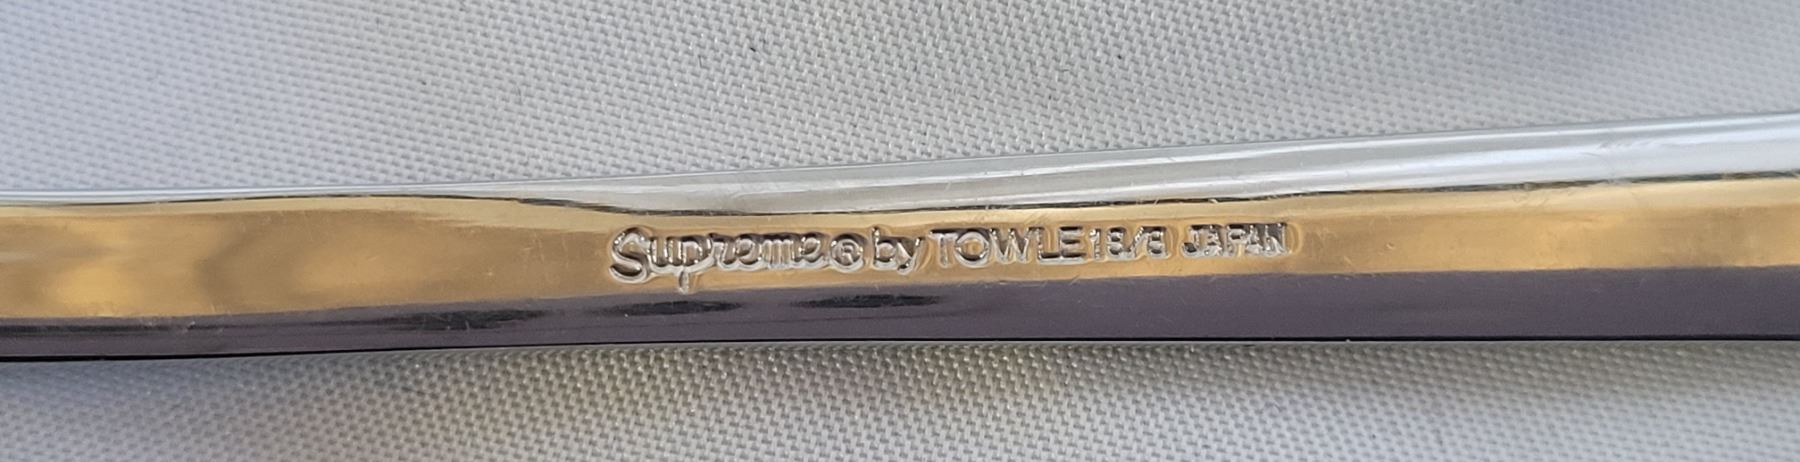 Supreme® by TOWLE 18/8 JAPAN